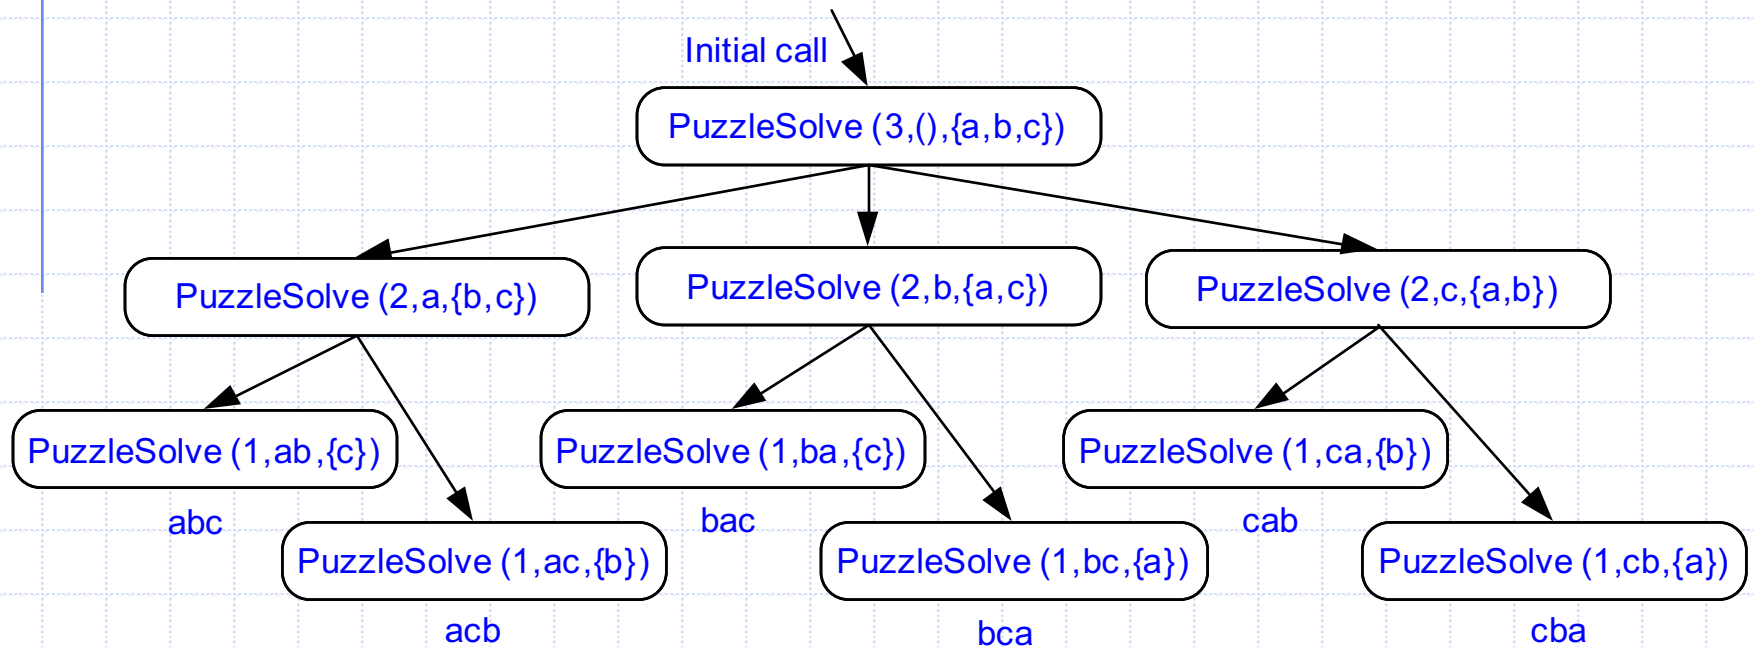 Initial call
PuzzleSolve (3,(),{a,b,c})
PuzzleSolve (2,a,{b,c})
PuzzleSolve (2,b,{a,c})
PuzzleSolve (2,c,{a,b})
PuzzleSolve (1,ab,{c})
PuzzleSolve (1,ba,{c})
PuzzleSolve (1,ca,{b})
abc
bac
cab
PuzzleSolve (1,ac,{b})
PuzzleSolve (1,bc,{a})
PuzzleSolve (1,cb,{a})
acb
bca
cba